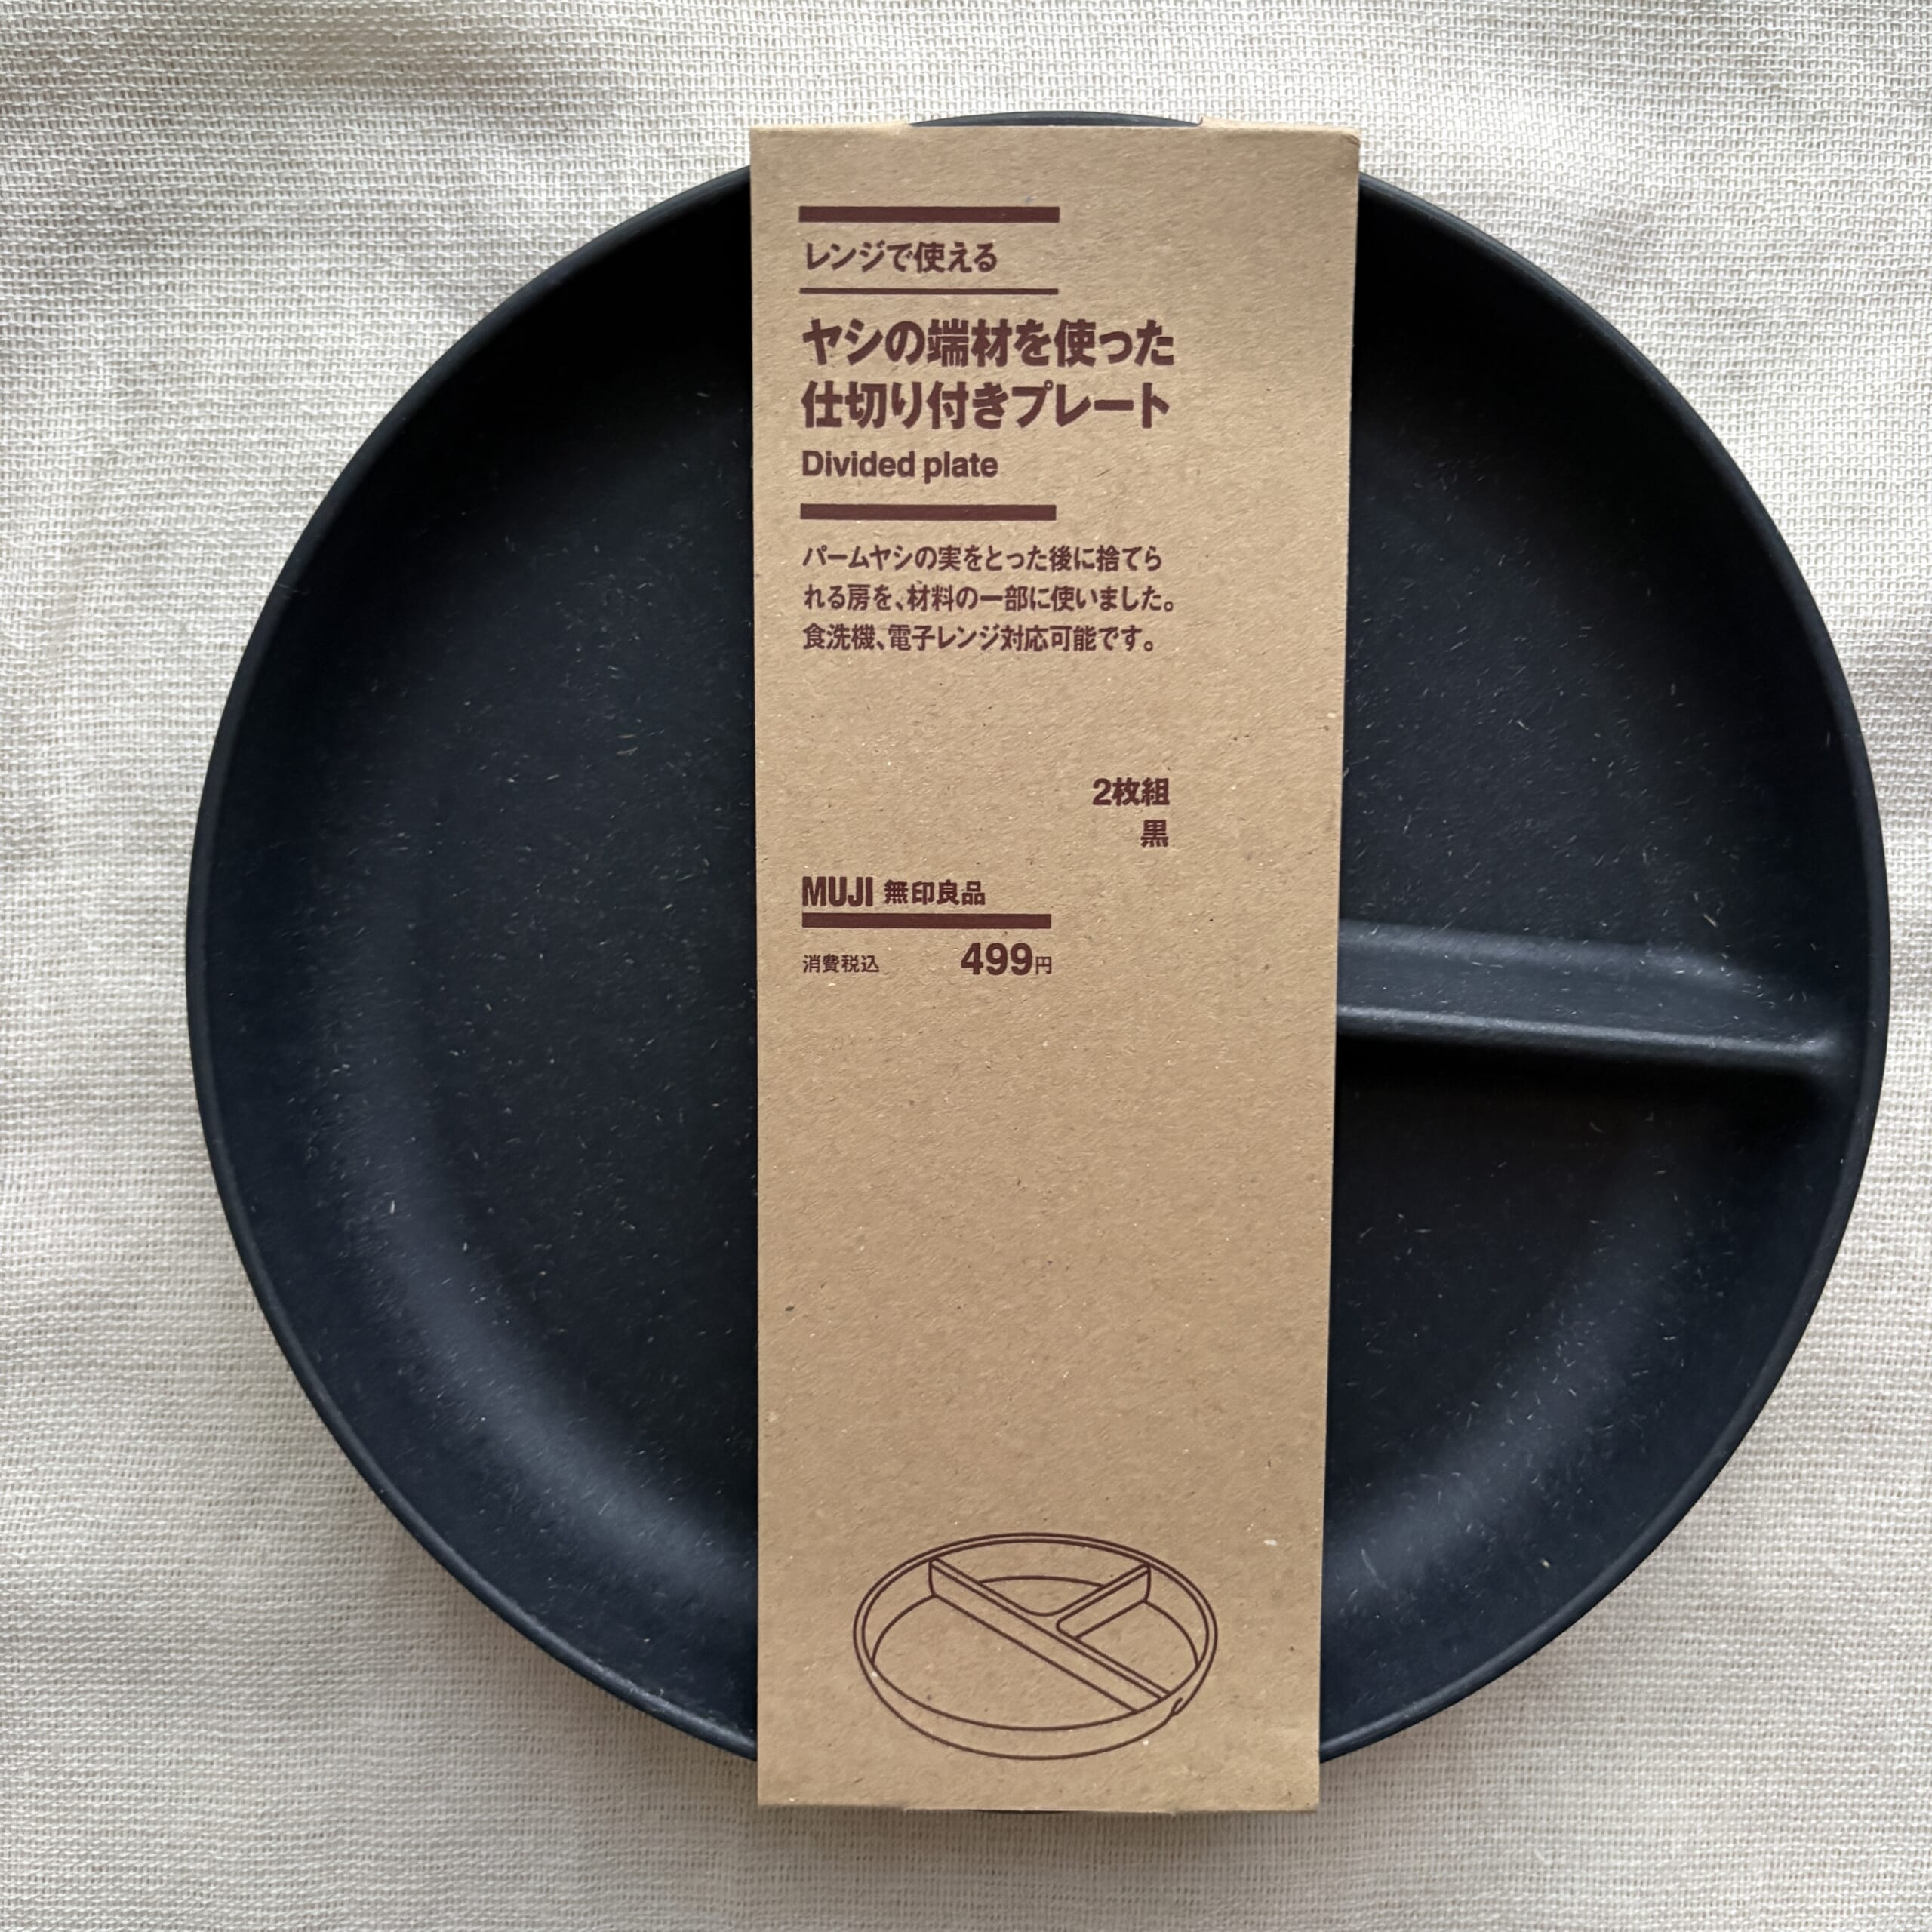 レンジで使える
ヤシの端材を使った
仕切り付きプレート
Divided plate
パームヤシの実をとった後に捨てら
れる房を、材料の一部に使いました。
食洗機、電子レンジ対応可能です。
2枚組
黒
MUJI 無印良品
消費税込 499円